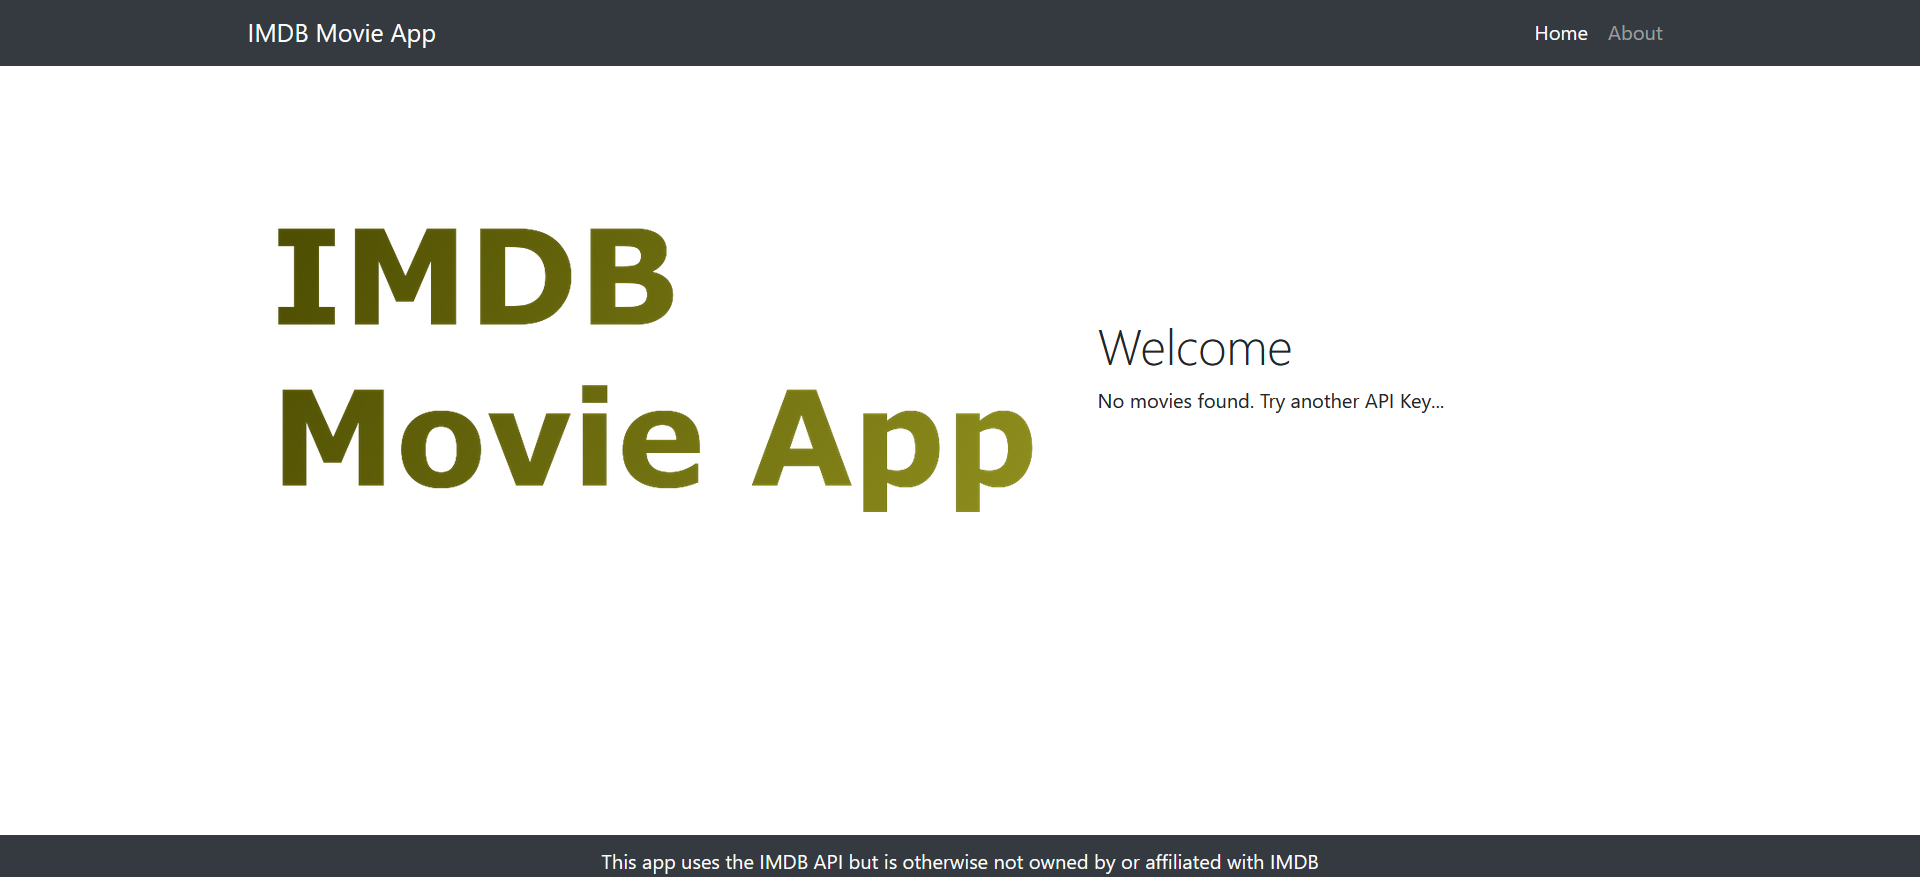 IMDB Movie App
Home About
IMDB
Movie App
Welcome
No movies found. Try another API Key...
This app uses the IMDB API but is otherwise not owned by or affiliated with IMDB